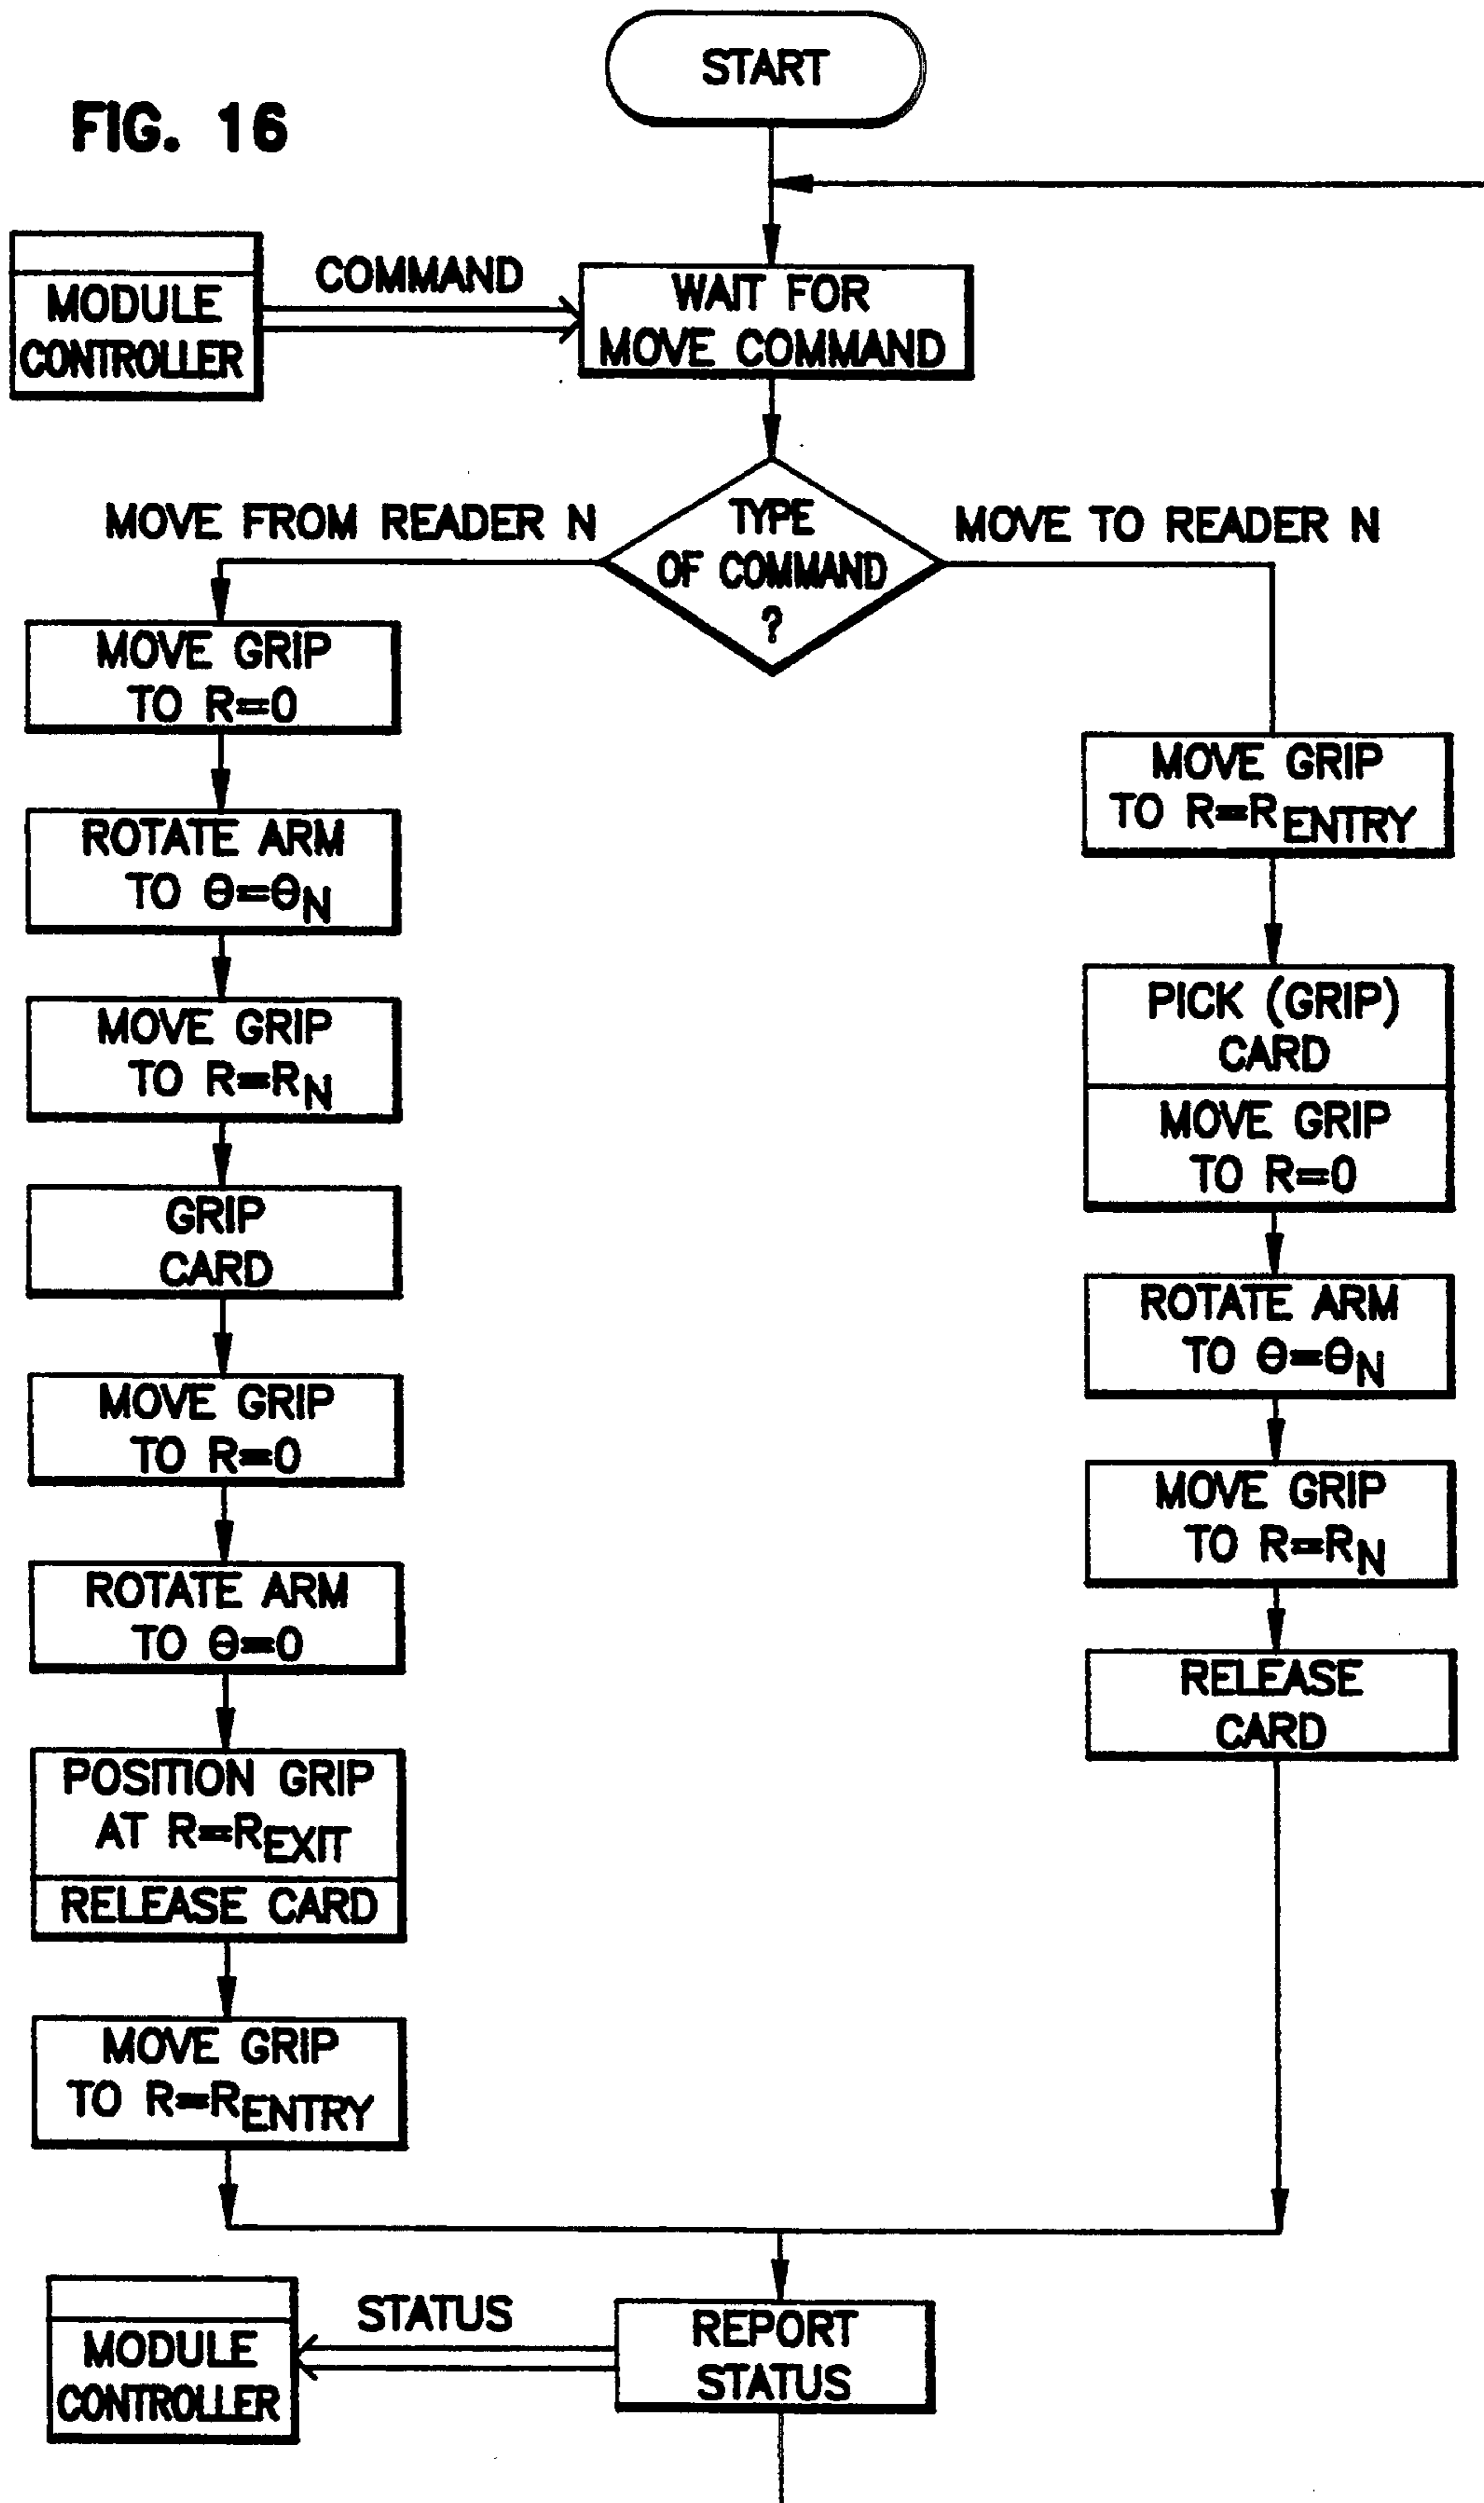 START
FIG. 16
MODULE
CONTROLLER
COMMAND
WAIT FOR
MOVE COMMAND
TYPE
OF COMMAND
?
MOVE FROM READER N
MOVE GRIP
TO R=0
ROTATE ARM
TO Θ=ΘN
MOVE GRIP
TO R=RN
GRIP
CARD
MOVE GRIP
TO R=0
ROTATE ARM
TO Θ=0
POSITION GRIP
AT R=REXIT
RELEASE CARD
MOVE GRIP
TO R=RENTRY
MOVE TO READER N
MOVE GRIP
TO R=RENTRY
PICK (GRIP)
CARD
MOVE GRIP
TO R=0
ROTATE ARM
TO Θ=ΘN
MOVE GRIP
TO R=RN
RELEASE
CARD
REPORT
STATUS
STATUS
MODULE
CONTROLLER